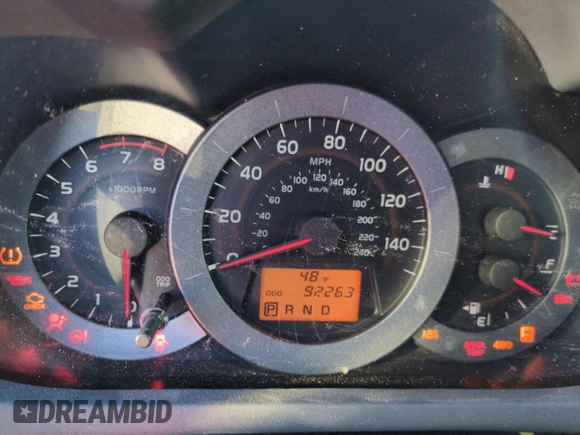 6 7 8
5
x1000RPM
4
3
2
1
0
ODO
TRIP
CHECK
80
60
100
MPH
100 120 140
80
160
km/h
40
60
180
120
20
40
200
20
220
140
0
240
48°F
ODO 92263
P R N D
H
C
F
E
ABS
4WD
DREAMBID